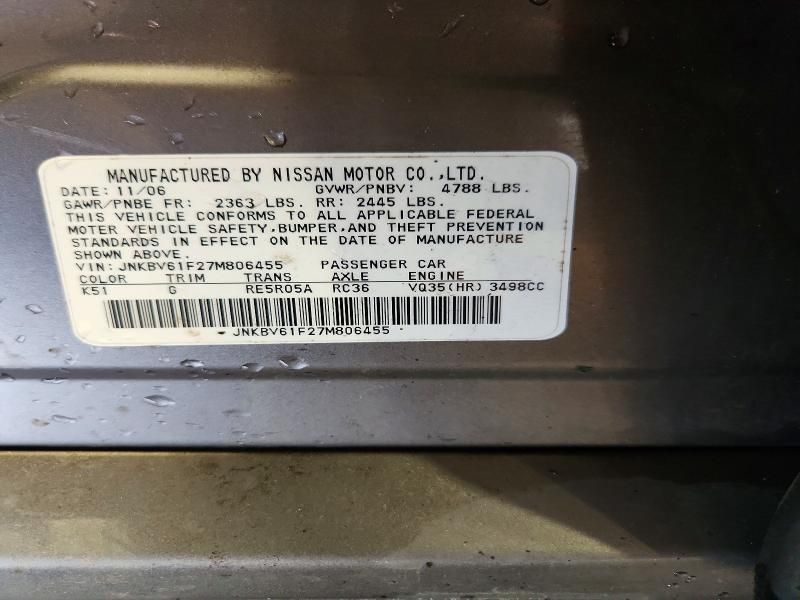 MANUFACTURED BY NISSAN MOTOR CO.,LTD.
DATE: 11/06 GVWR/PNBV: 4788 LBS.
GAWR/PNBE FR: 2363 LBS. RR: 2445 LBS.
THIS VEHICLE CONFORMS TO ALL APPLICABLE FEDERAL
MOTER VEHICLE SAFETY,BUMPER,AND THEFT PREVENTION
STANDARDS IN EFFECT ON THE DATE OF MANUFACTURE
SHOWN ABOVE.
VIN: JNKBV61F27M806455 PASSENGER CAR
COLOR TRIM TRANS AXLE ENGINE
K51 G RE5R05A RC36 VQ35(HR) 3498CC
JNKBV61F27M806455